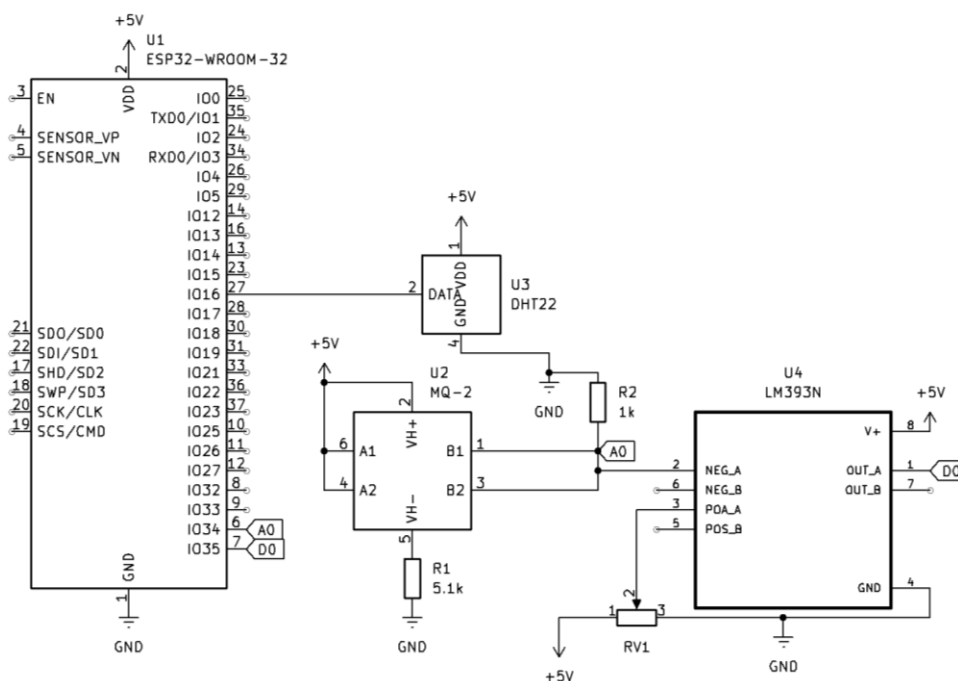 +5V
U1
ESP32-WROOM-32
2
VDD
3
EN
4
SENSOR_VP
5
SENSOR_VN
21
SDO/SD0
22
SDI/SD1
17
SHD/SD2
18
SWP/SD3
20
SCK/CLK
19
SCS/CMD
IO0
25
TXD0/IO1
35
IO2
24
RXD0/IO3
34
IO4
26
IO5
29
IO12
14
IO13
16
IO14
13
IO15
23
IO16
27
IO17
28
IO18
30
IO19
31
IO21
33
IO22
36
IO23
37
IO25
10
IO26
11
IO27
12
IO32
8
IO33
9
IO34
6
A0
IO35
7
D0
GND
1
GND
+5V
1
VDD
2
DATA
GND
4
U3
DHT22
GND
+5V
U2
MQ-2
2
VH+
6
A1
4
A2
B1
1
B2
3
VH-
5
R1
5.1k
GND
R2
1k
A0
U4
LM393N
+5V
V+
8
2
NEG_A
6
NEG_B
3
POA_A
5
POS_B
OUT_A
1
D0
OUT_B
7
GND
4
2
1
3
RV1
+5V
GND